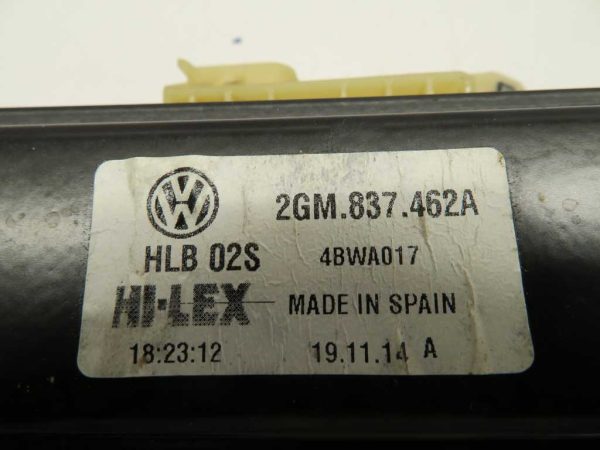 2GM.837.462A
HLB 02S 4BWA017
HI-LEX MADE IN SPAIN
18:23:12 19.11.14 A